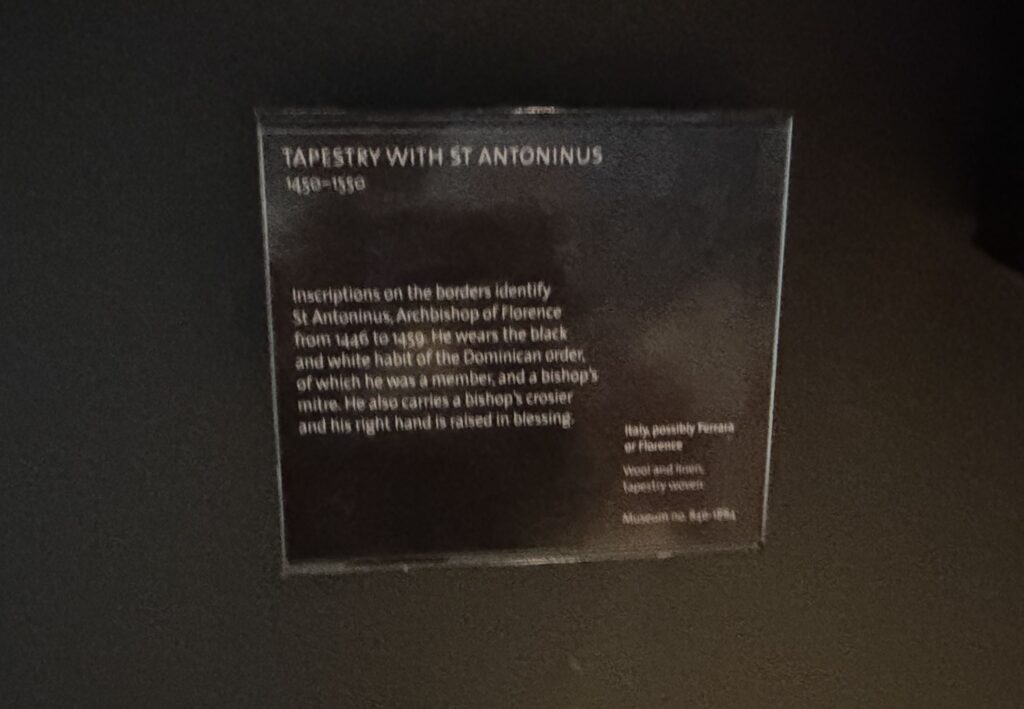 TAPESTRY WITH ST ANTONINUS
1450–1550
Inscriptions on the borders identify
St Antoninus, Archbishop of Florence
from 1446 to 1459. He wears the black
and white habit of the Dominican order,
of which he was a member, and a bishop's
mitre. He also carries a bishop's crosier
and his right hand is raised in blessing.
Italy, possibly Ferrara
or Florence
Wool and linen,
tapestry woven
Museum no.